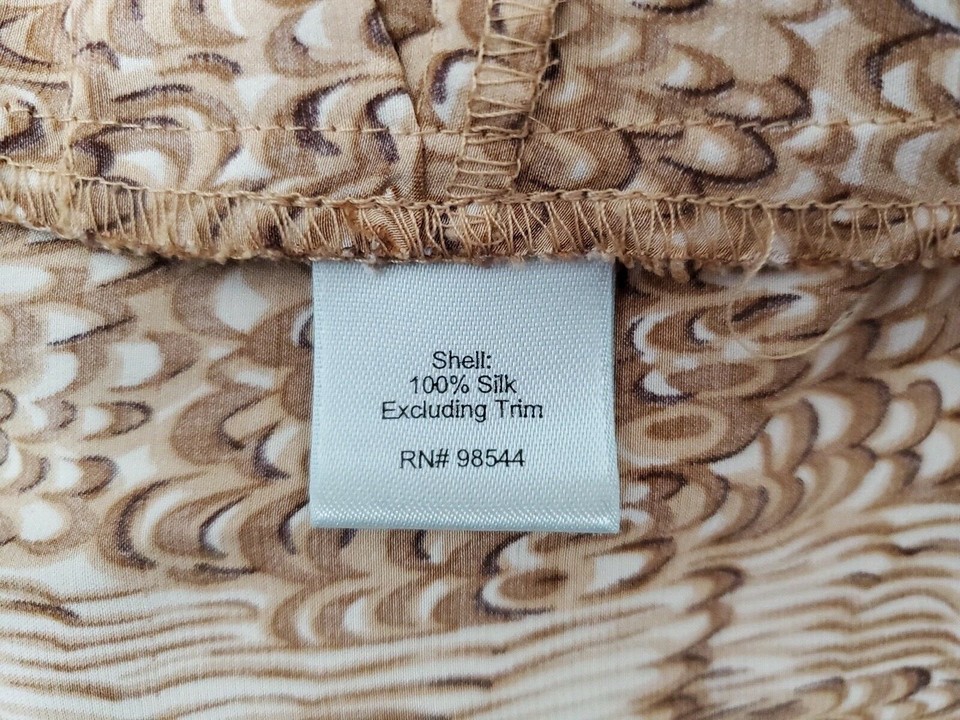 Shell:
100% Silk
Excluding Trim
RN# 98544